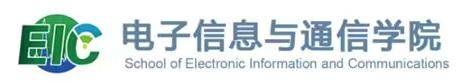 EIC
电子信息与通信学院
School of Electronic Information and Communications